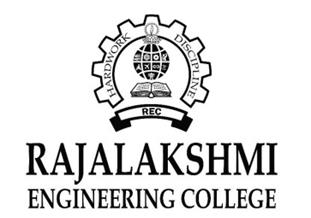 HARDWORK DISCIPLINE
REC
RAJALAKSHMI
ENGINEERING COLLEGE